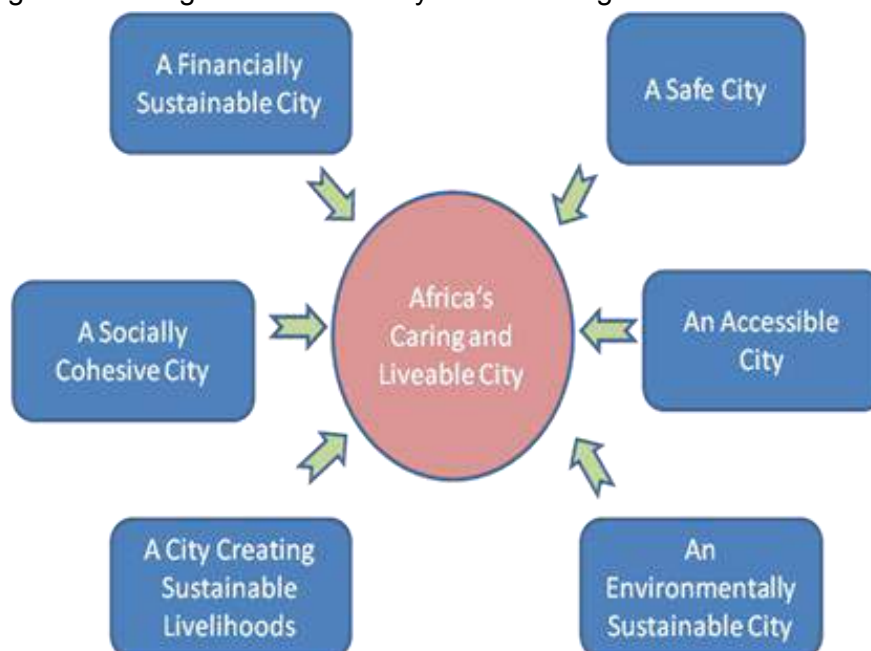 A Financially
Sustainable City
A Safe City
A Socially
Cohesive City
Africa's
Caring and
Liveable City
An Accessible
City
A City Creating
Sustainable
Livelihoods
An
Environmentally
Sustainable City